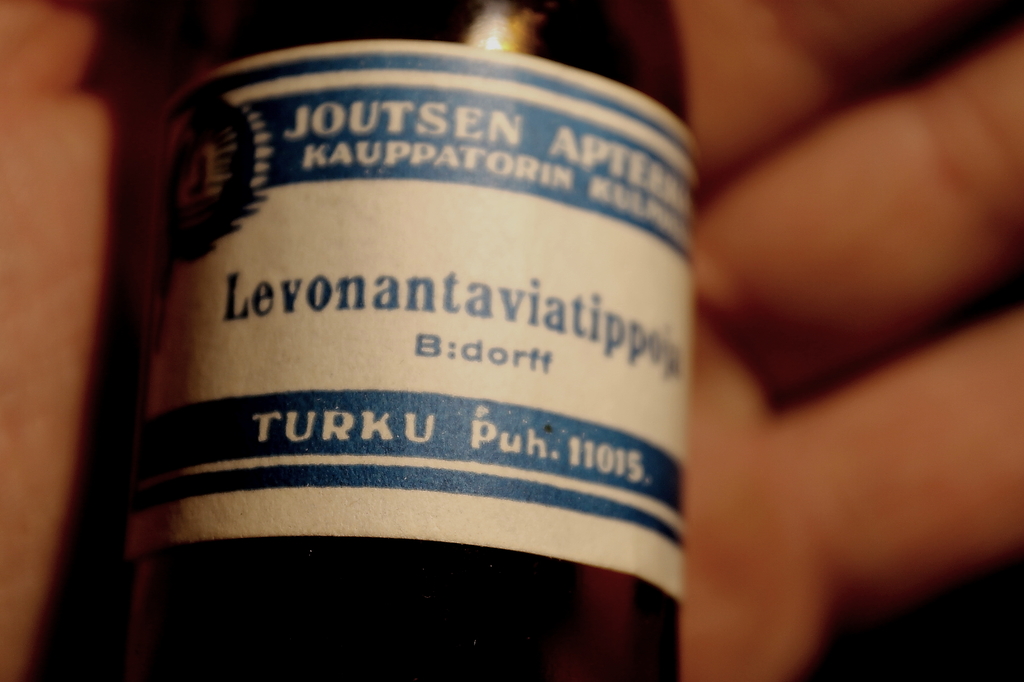 JOUTSEN
KAUPPATORIN
Levonantaviatippoja
B:dorff
TURKU Puh. 11015.